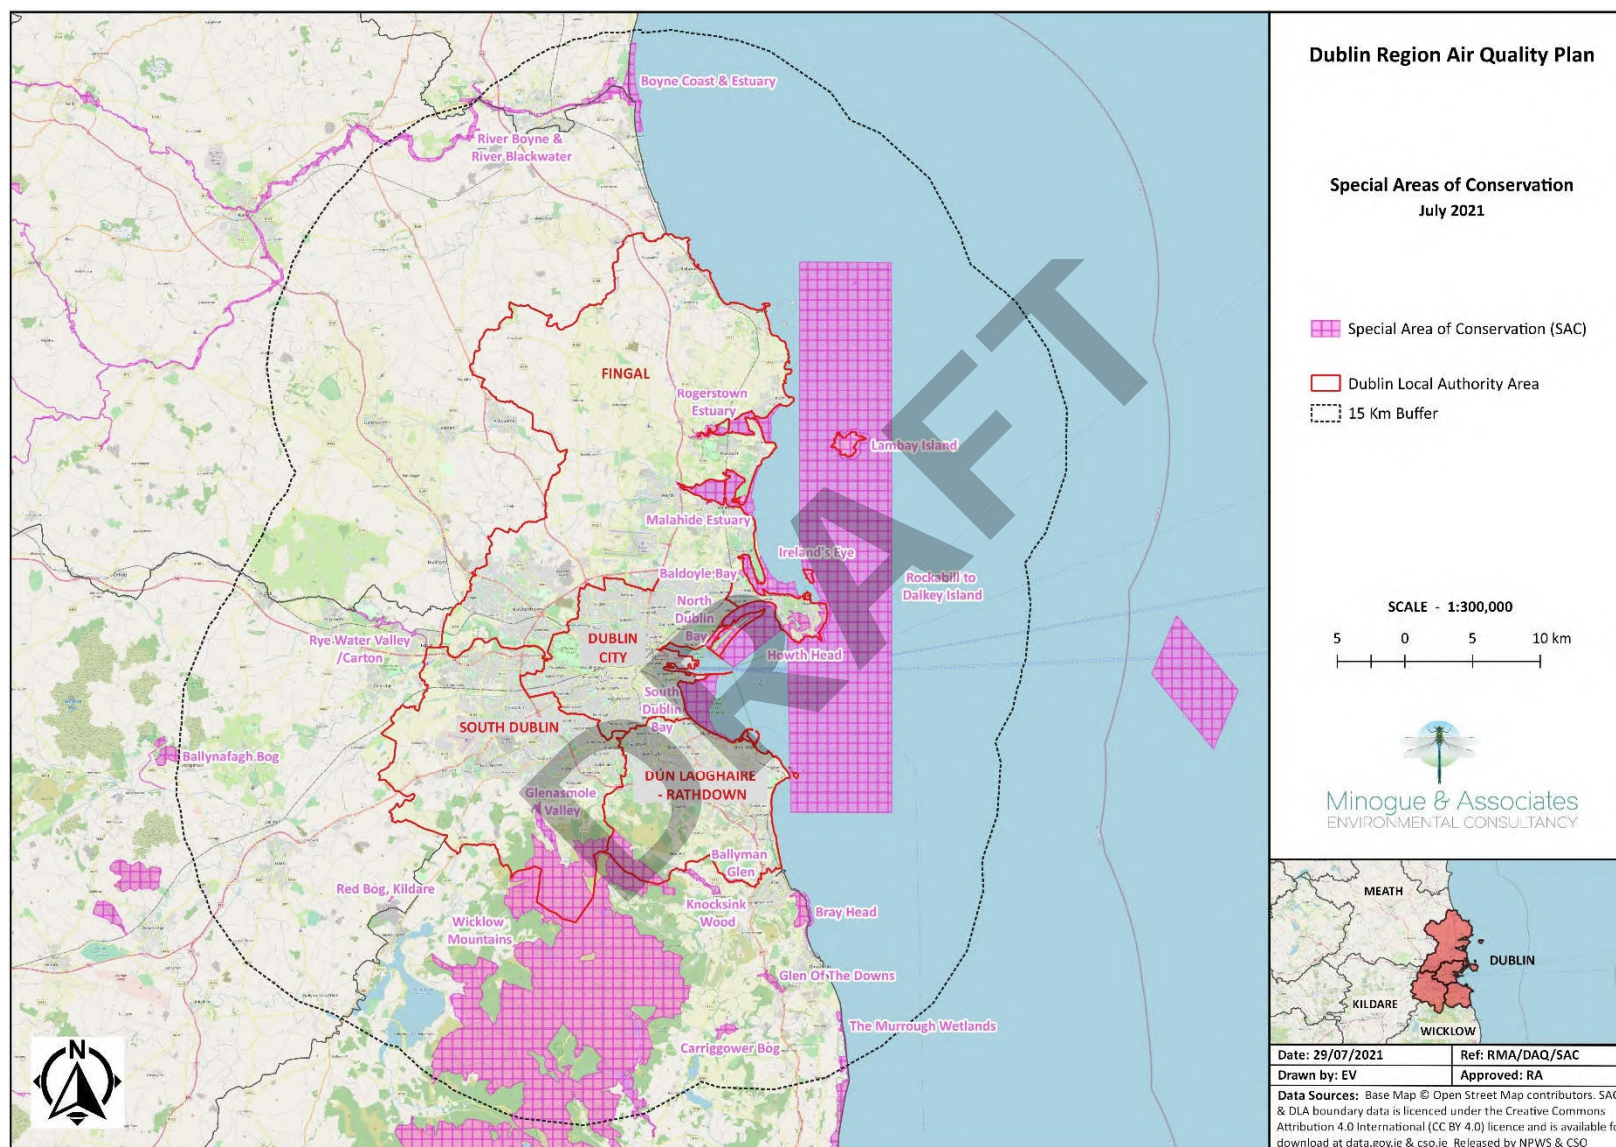 Dublin Region Air Quality Plan
Special Areas of Conservation
July 2021
Special Area of Conservation (SAC)
Dublin Local Authority Area
15 Km Buffer
SCALE - 1:300,000
5 0 5 10 km
Minogue & Associates
ENVIRONMENTAL CONSULTANCY
MEATH
DUBLIN
KILDARE
WICKLOW
Date: 29/07/2021
Ref: RMA/DAQ/SAC
Drawn by: EV
Approved: RA
Data Sources: Base Map © Open Street Map contributors. SAC
& DLA boundary data is licenced under the Creative Commons
Attribution 4.0 International (CC BY 4.0) licence and is available fo
download at data.gov.ie & cso.ie Released by NPWS & CSO
Boyne Coast & Estuary
River Boyne &
River Blackwater
FINGAL
Rogerstown
Estuary
Lambay Island
Malahide Estuary
Ireland's Eye
Baldoyle Bay
Rockabill to
Dalkey Island
North
Dublin
Bay
Rye Water Valley
/Carton
DUBLIN
CITY
Howth Head
South
Dublin
Bay
SOUTH DUBLIN
Ballynafagh Bog
DÚN LAOGHAIRE
- RATHDOWN
Glenasmole
Valley
Ballyman
Glen
Red Bog, Kildare
Knocksink
Wood
Bray Head
Wicklow
Mountains
Glen Of The Downs
The Murrough Wetlands
Carriggower Bog
N
DRAFT